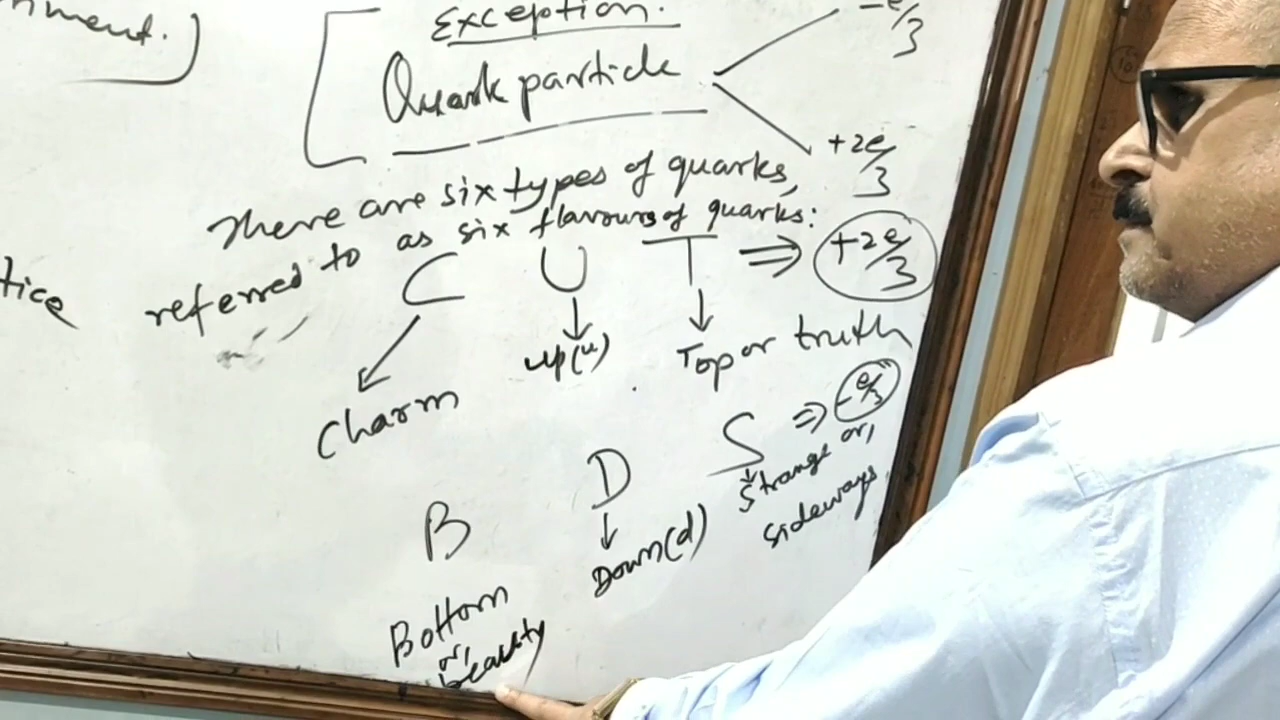 nment.)
Exception.
Quark particle
-e/3
+2e/3
There are six types of quarks,
referred to as six flavours of quarks:
tice
C U T ⇒ +2e/3
Charm
up(u)
Top or truth
B D S ⇒ -e/3
Strange or,
sideways
Down(d)
Bottom
or,
beauty